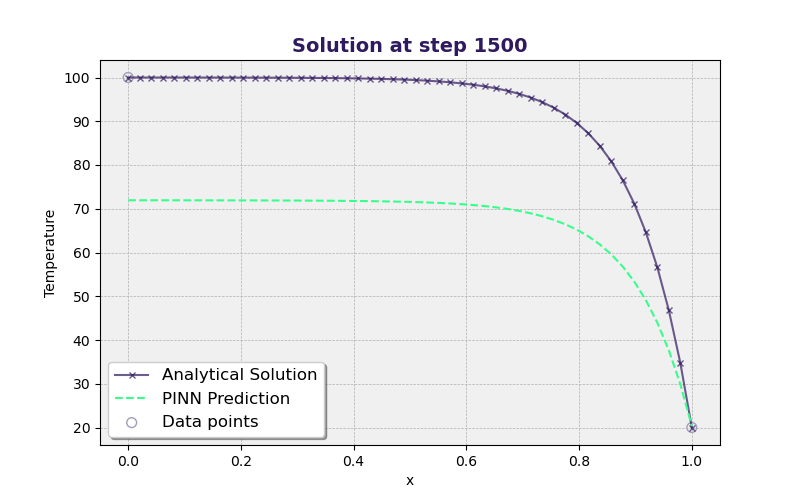 Solution at step 1500
Temperature
100
90
80
70
60
50
40
30
20
Analytical Solution
PINN Prediction
Data points
0.0 0.2 0.4 0.6 0.8 1.0
x